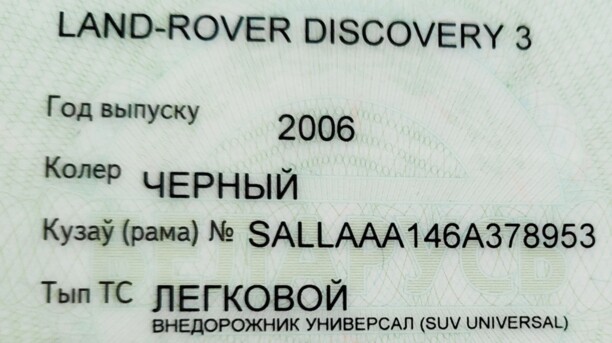 LAND-ROVER DISCOVERY 3
Год выпуску 2006
Колер ЧЕРНЫЙ
Кузаў (рама) № SALLAAA146A378953
Тып ТС ЛЕГКОВОЙ
ВНЕДОРОЖНИК УНИВЕРСАЛ (SUV UNIVERSAL)
БЕЛАРУСЬ